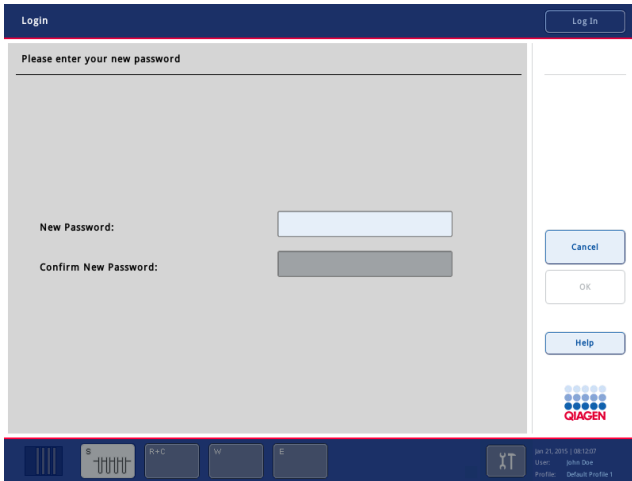 Login
Log In
Please enter your new password
New Password:
Confirm New Password:
Cancel
OK
Help
QIAGEN
S
R+C
W
E
Jan 21, 2015 | 08:12:07
User: John Doe
Profile: Default Profile 1